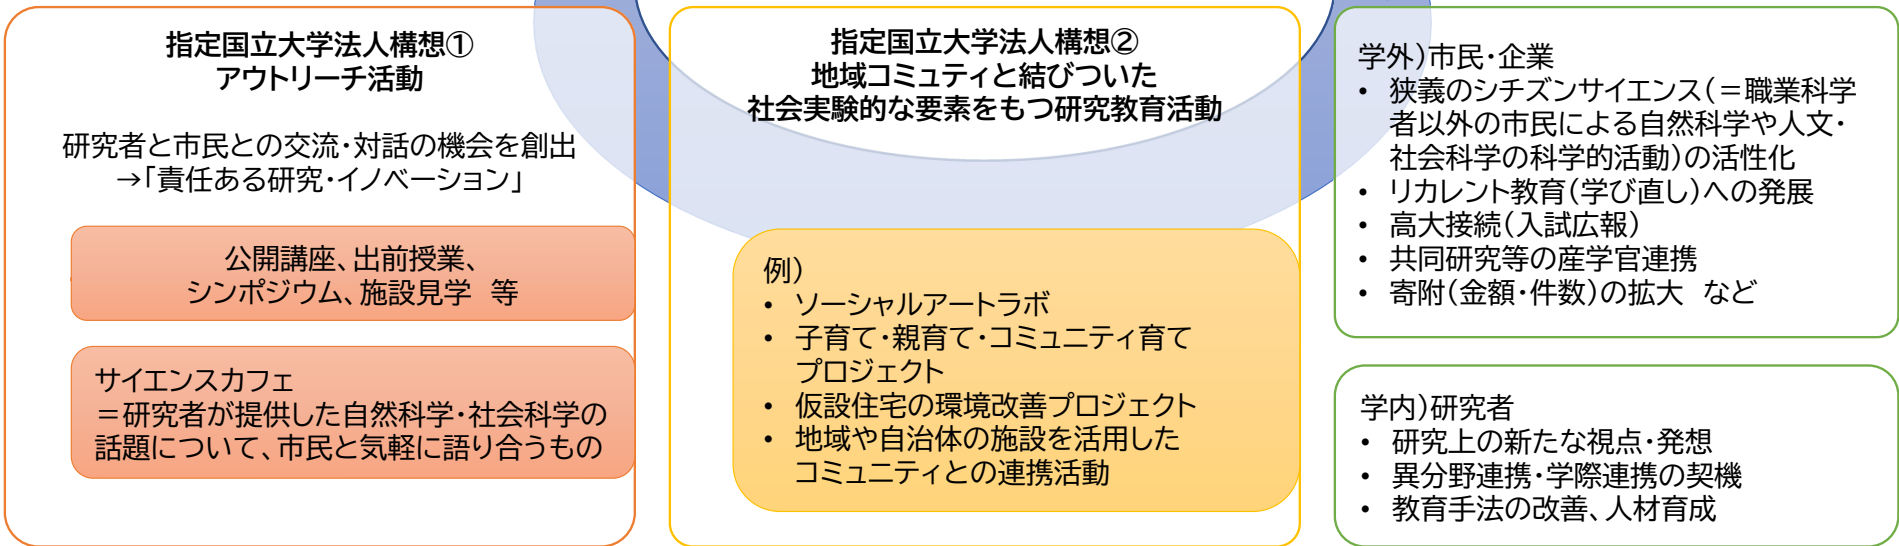 指定国立大学法人構想①
アウトリーチ活動
研究者と市民との交流・対話の機会を創出
→「責任ある研究・イノベーション」
公開講座、出前授業、
シンポジウム、施設見学　等
サイエンスカフェ
＝研究者が提供した自然科学・社会科学の
話題について、市民と気軽に語り合うもの
指定国立大学法人構想②
地域コミュティと結びついた
社会実験的な要素をもつ研究教育活動
例）
• ソーシャルアートラボ
• 子育て・親育て・コミュニティ育て
プロジェクト
• 仮設住宅の環境改善プロジェクト
• 地域や自治体の施設を活用した
コミュニティとの連携活動
学外）市民・企業
• 狭義のシチズンサイエンス（＝職業科学
者以外の市民による自然科学や人文・
社会科学の科学的活動）の活性化
• リカレント教育（学び直し）への発展
• 高大接続（入試広報）
• 共同研究等の産学官連携
• 寄附（金額・件数）の拡大　など
学内）研究者
• 研究上の新たな視点・発想
• 異分野連携・学際連携の契機
• 教育手法の改善、人材育成